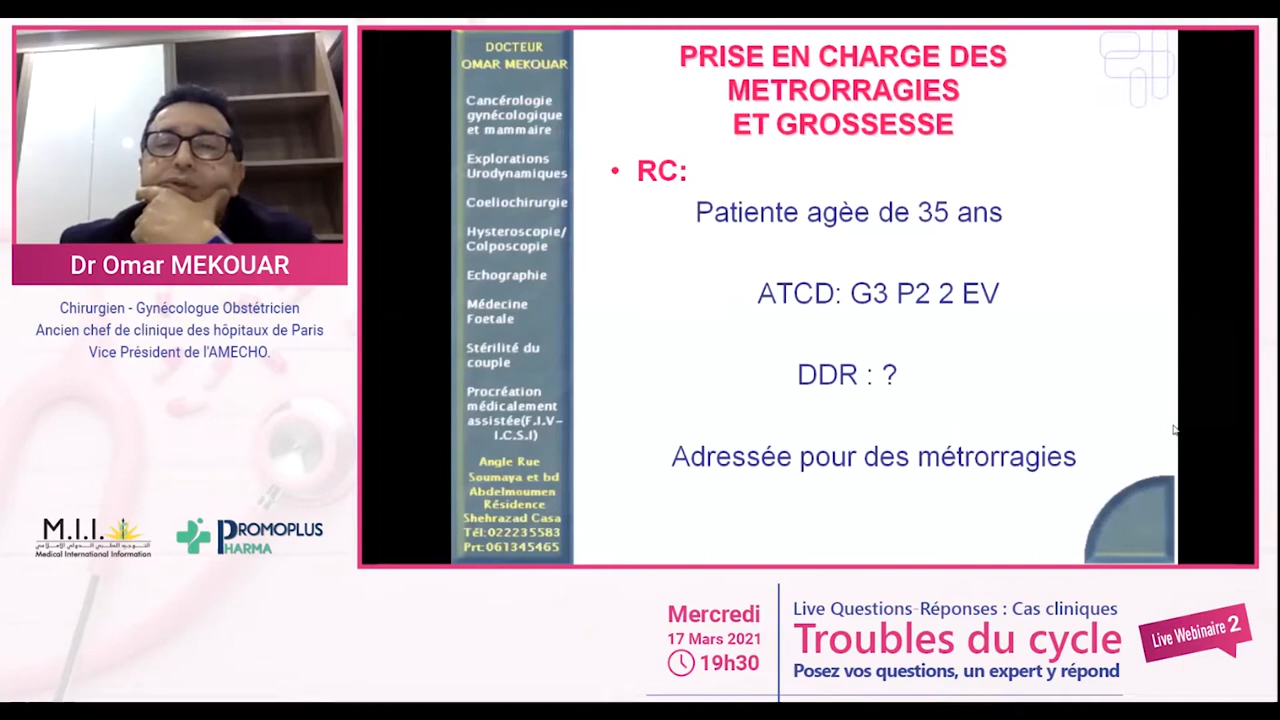 Dr Omar MEKOUAR
Chirurgien - Gynécologue Obstétricien
Ancien chef de clinique des hôpitaux de Paris
Vice Président de l'AMECHO.
M.I.I.
Medical International Information
PROMOPLUS
PHARMA
DOCTEUR
OMAR MEKOUAR
Cancérologie
gynécologique
et mammaire
Explorations
Urodynamiques
Coeliochirurgie
Hysteroscopie/
Colposcopie
Echographie
Médecine
Foetale
Stérilité du
couple
Procréation
médicalement
assistée(F.I.V-
I.C.S.I)
Angle Rue
Soumaya et bd
Abdelmoumen
Résidence
Shehrazad Casa
Tél:022235583
Prt:061345465
PRISE EN CHARGE DES
METRORRAGIES
ET GROSSESSE
• RC:
Patiente agèe de 35 ans
ATCD: G3 P2 2 EV
DDR : ?
Adressée pour des métrorragies
Mercredi
17 Mars 2021
19h30
Live Questions-Réponses : Cas cliniques
Troubles du cycle
Posez vos questions, un expert y répond
Live Webinaire 2